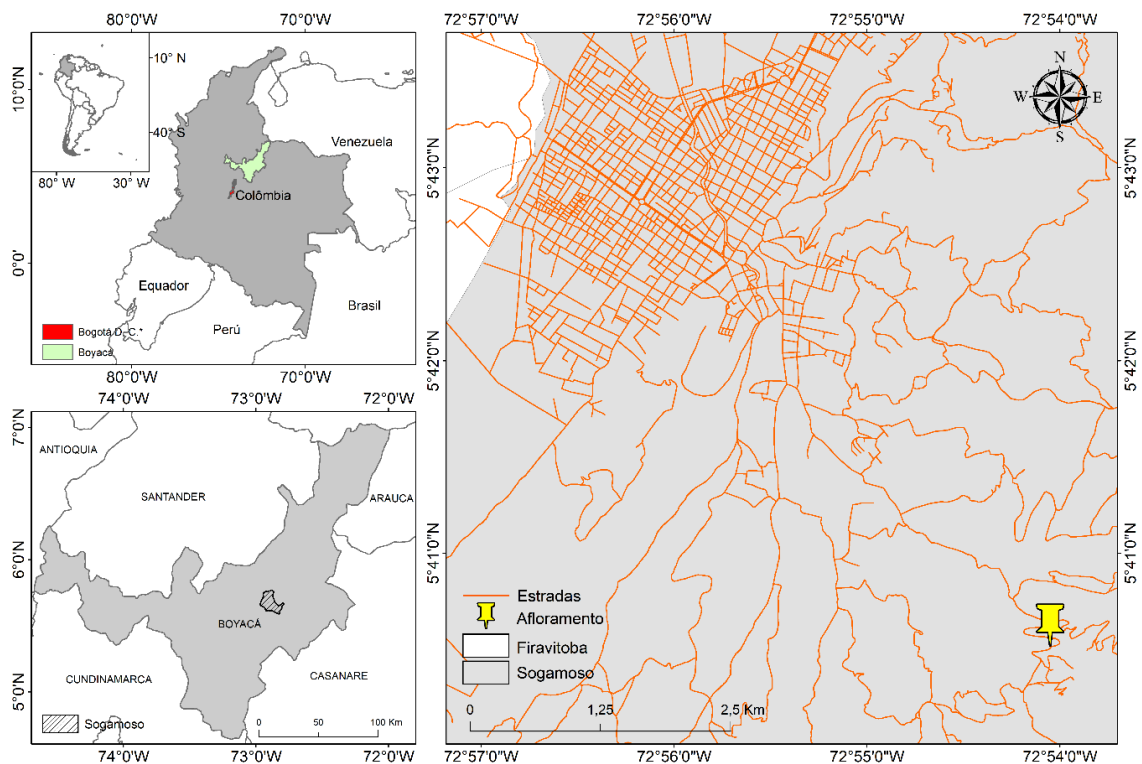 80°0'W 70°0'W
10° N
40° S
80° W 30° W
10°0'N
0°0'
Venezuela
Colômbia
Equador
Brasil
Perú
Bogotá D. C.*
Boyacá
80°0'W 70°0'W
74°0'W 73°0'W 72°0'W
7°0'N
6°0'N
5°0'N
ANTIOQUIA
SANTANDER
ARAUCA
BOYACÁ
CUNDINAMARCA
CASANARE
Sogamoso
0 50 100 Km
74°0'W 73°0'W 72°0'W
72°57'0"W 72°56'0"W 72°55'0"W 72°54'0"W
N
W E
S
5°43'0"N 5°43'0"N
5°42'0"N 5°42'0"N
5°41'0"N 5°41'0"N
Estradas
Afloramento
Firavitoba
Sogamoso
0 1,25 2,5 Km
72°57'0"W 72°56'0"W 72°55'0"W 72°54'0"W